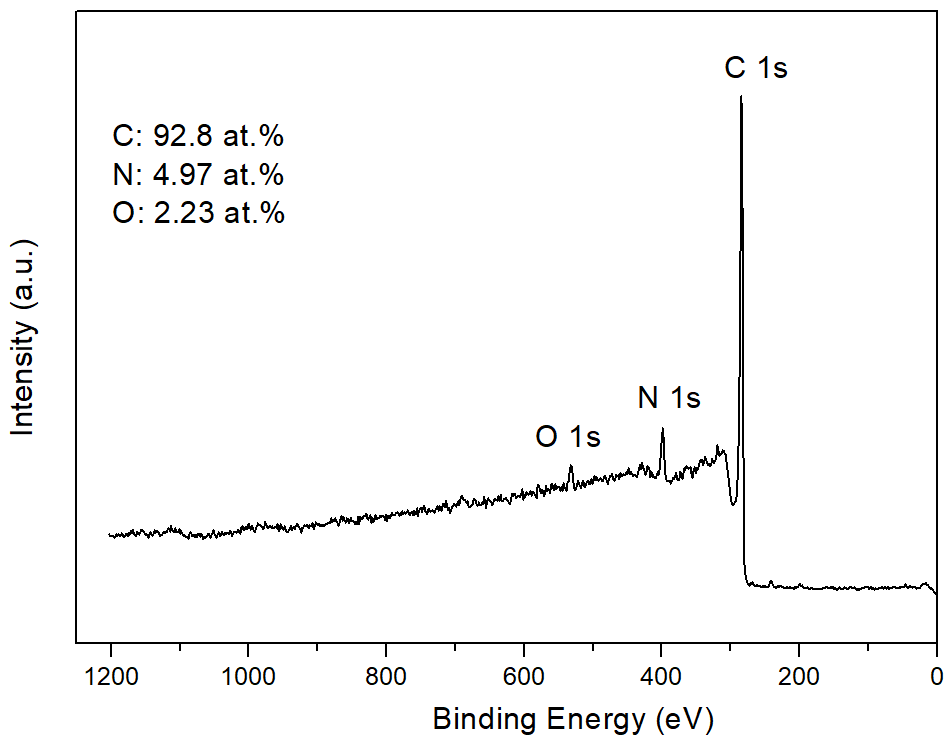 C 1s
C: 92.8 at.%
N: 4.97 at.%
O: 2.23 at.%
N 1s
O 1s
Intensity (a.u.)
1200 1000 800 600 400 200 0
Binding Energy (eV)